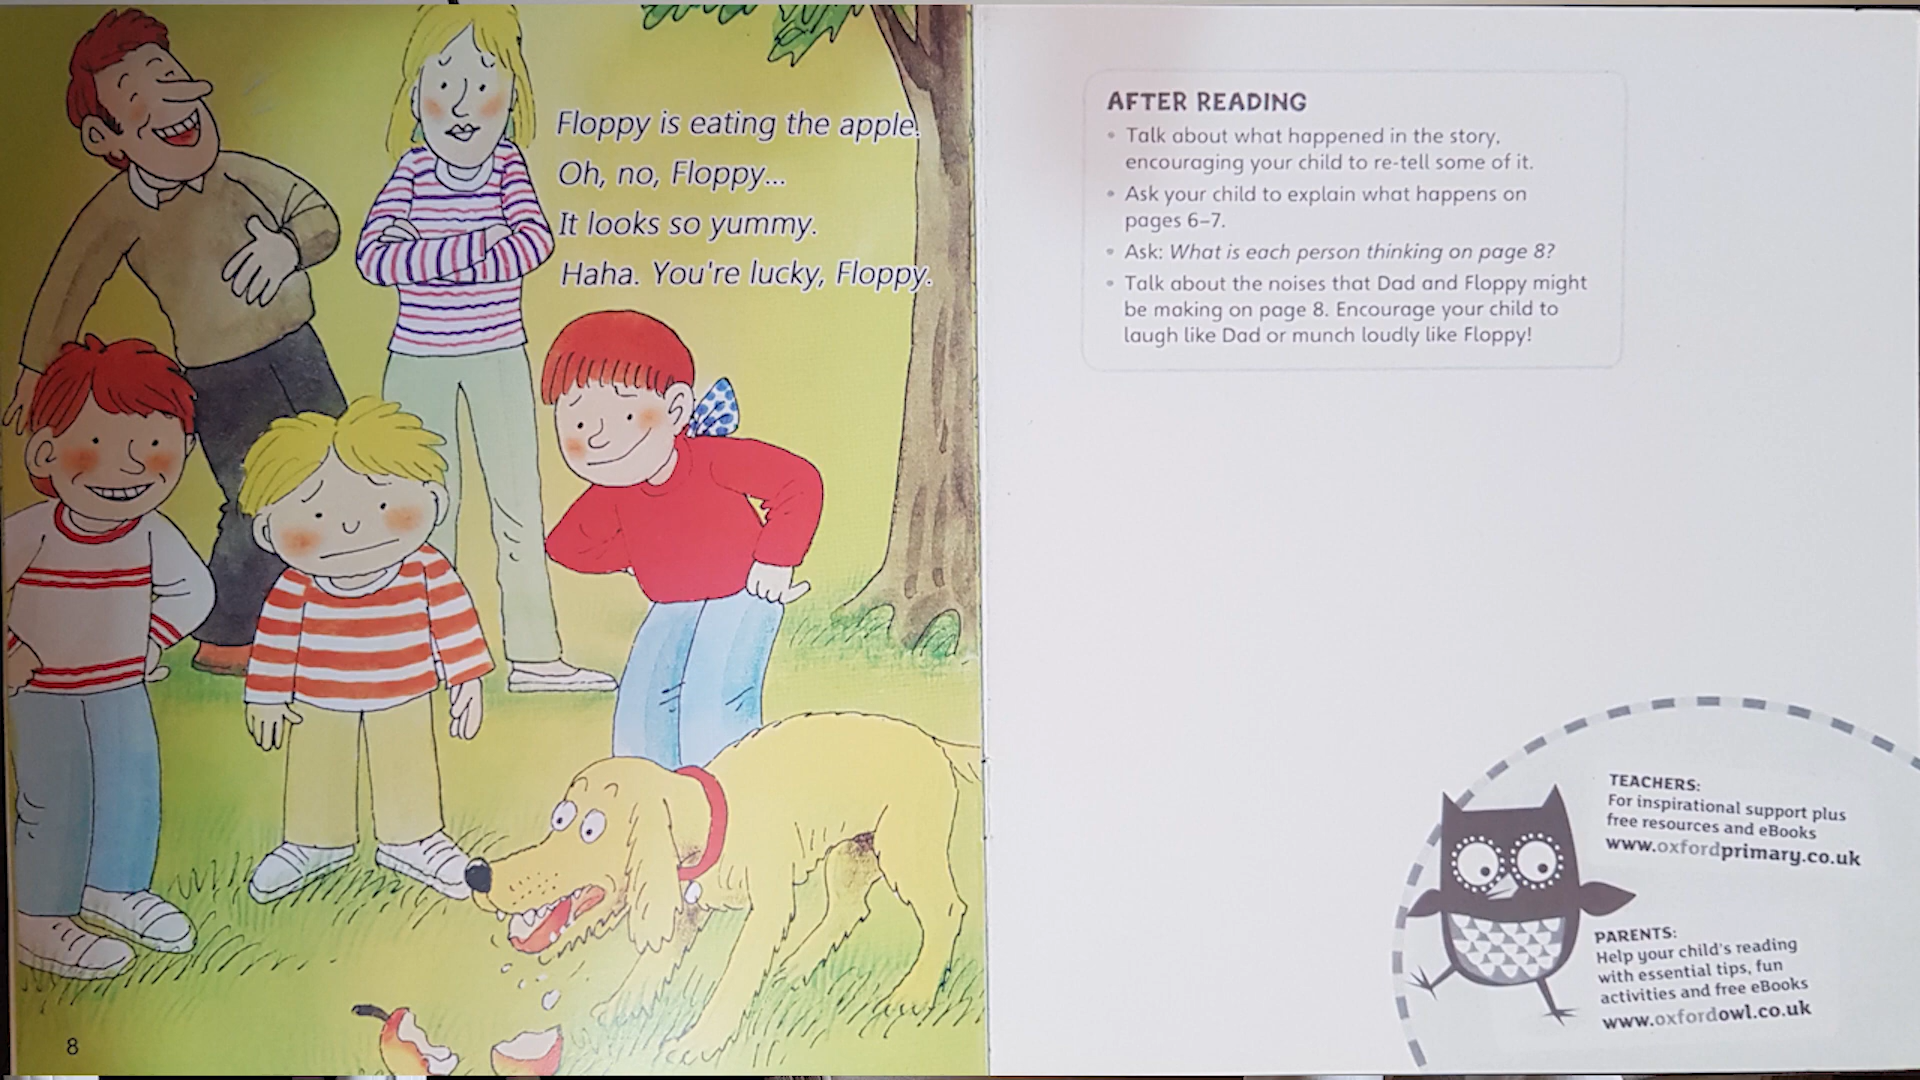 Floppy is eating the apple.
Oh, no, Floppy...
It looks so yummy.
Haha. You're lucky, Floppy.
8
AFTER READING
• Talk about what happened in the story,
encouraging your child to re-tell some of it.
• Ask your child to explain what happens on
pages 6–7.
• Ask: What is each person thinking on page 8?
• Talk about the noises that Dad and Floppy might
be making on page 8. Encourage your child to
laugh like Dad or munch loudly like Floppy!
TEACHERS:
For inspirational support plus
free resources and eBooks
www.oxfordprimary.co.uk
PARENTS:
Help your child's reading
with essential tips, fun
activities and free eBooks
www.oxfordowl.co.uk